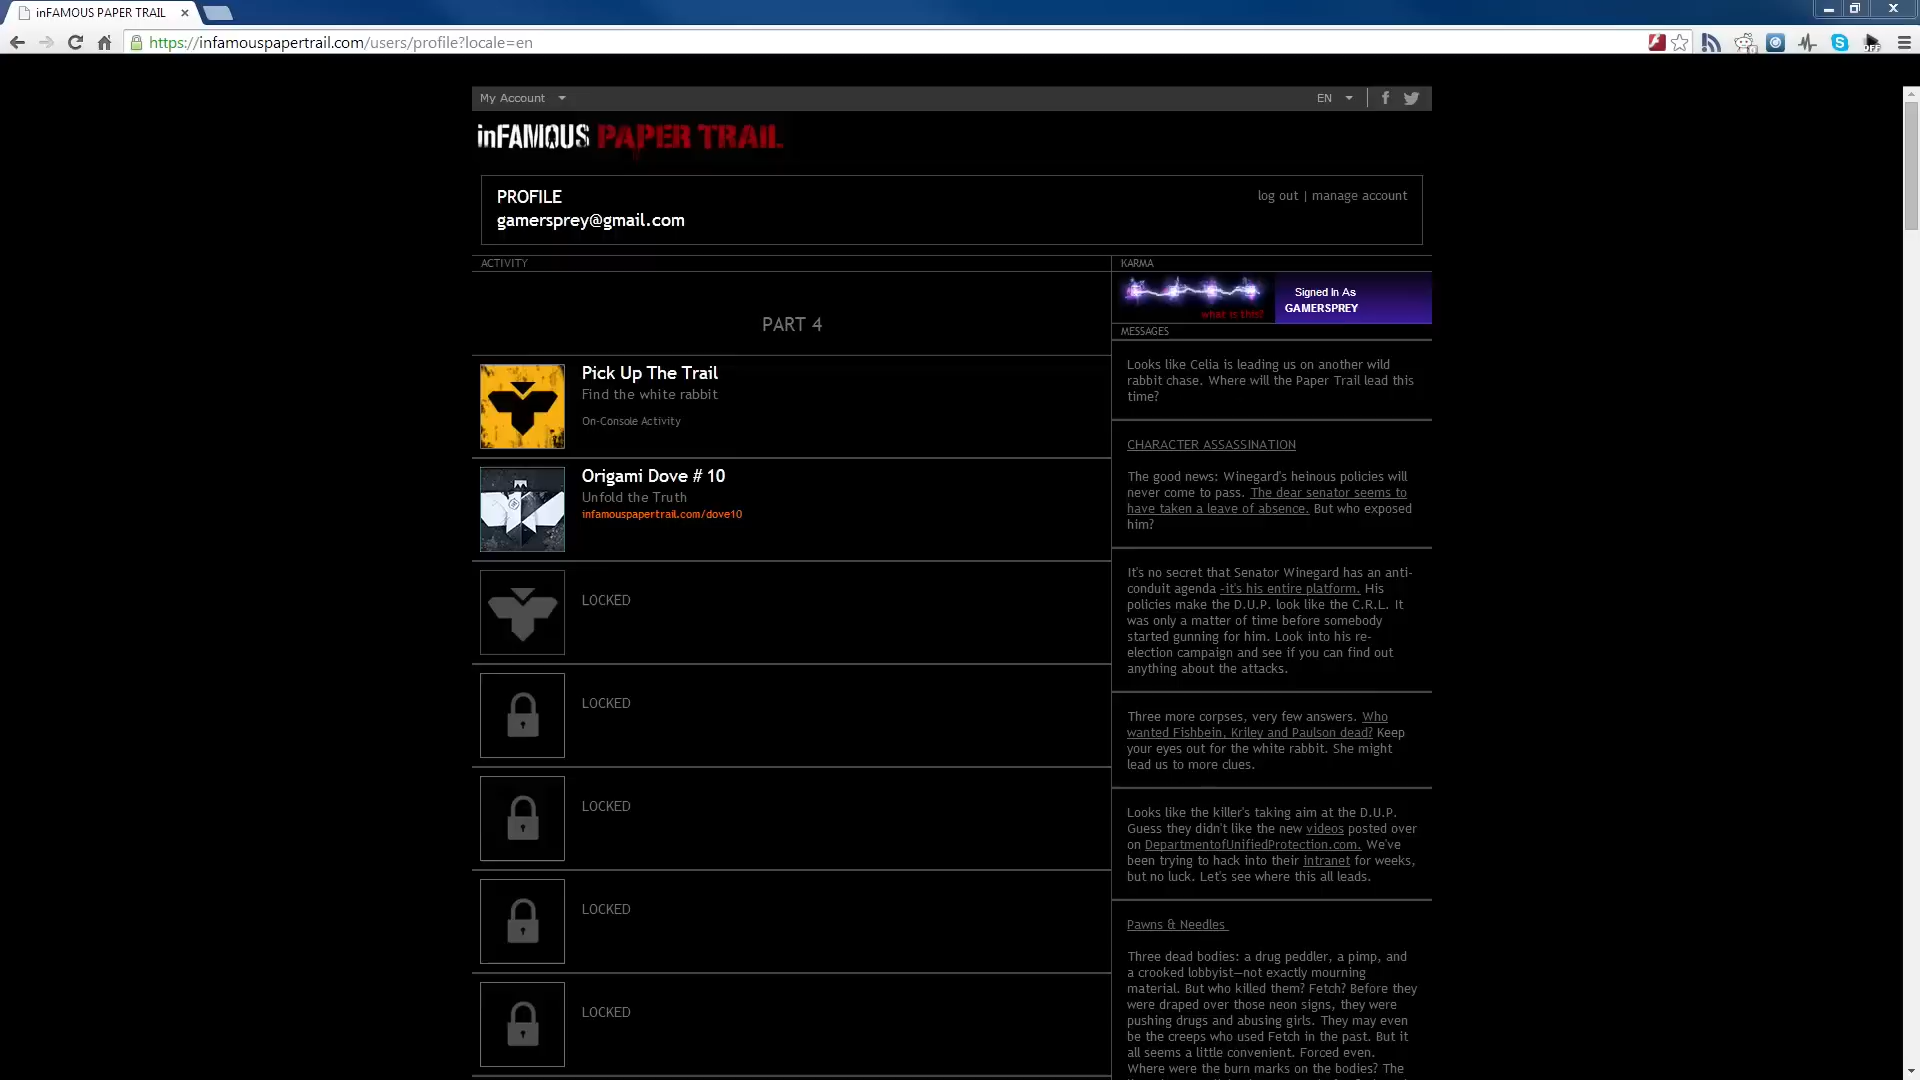 inFAMOUS PAPER TRAIL
https://infamouspapertrail.com/users/profile?locale=en
OFF
My Account
EN
inFAMOUS PAPER TRAIL
PROFILE
gamersprey@gmail.com
log out | manage account
ACTIVITY
PART 4
Pick Up The Trail
Find the white rabbit
On-Console Activity
Origami Dove # 10
Unfold the Truth
infamouspapertrail.com/dove10
LOCKED
LOCKED
LOCKED
LOCKED
LOCKED
KARMA
what is this?
Signed In As
GAMERSPREY
MESSAGES
Looks like Celia is leading us on another wild
rabbit chase. Where will the Paper Trail lead this
time?
CHARACTER ASSASSINATION
The good news: Winegard's heinous policies will
never come to pass. The dear senator seems to
have taken a leave of absence. But who exposed
him?
It's no secret that Senator Winegard has an anti-
conduit agenda -it's his entire platform. His
policies make the D.U.P. look like the C.R.L. It
was only a matter of time before somebody
started gunning for him. Look into his re-
election campaign and see if you can find out
anything about the attacks.
Three more corpses, very few answers. Who
wanted Fishbein, Kriley and Paulson dead? Keep
your eyes out for the white rabbit. She might
lead us to more clues.
Looks like the killer's taking aim at the D.U.P.
Guess they didn't like the new videos posted over
on DepartmentofUnifiedProtection.com. We've
been trying to hack into their intranet for weeks,
but no luck. Let's see where this all leads.
Pawns & Needles
Three dead bodies: a drug peddler, a pimp, and
a crooked lobbyist—not exactly mourning
material. But who killed them? Fetch? Before they
were draped over those neon signs, they were
pushing drugs and abusing girls. They may even
be the creeps who used Fetch in the past. But it
all seems a little convenient. Forced even.
Where were the burn marks on the bodies? The